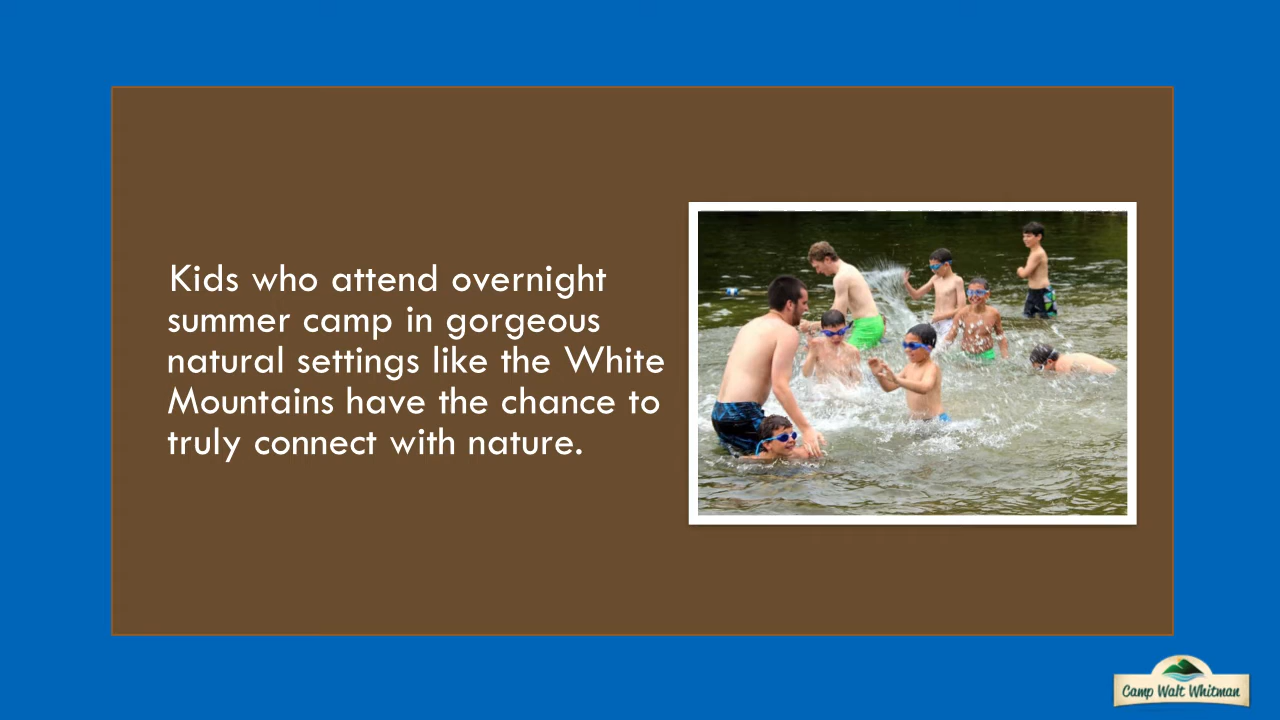 Kids who attend overnight
summer camp in gorgeous
natural settings like the White
Mountains have the chance to
truly connect with nature.
Camp Walt Whitman